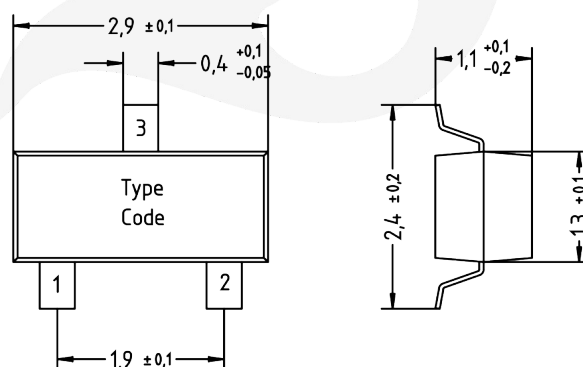 2,9 ±0,1
0,4 +0,1 -0,05
1,1 +0,1 -0,2
3
Type
Code
2,4 ±0,2
1,3 ±0,1
1
2
1,9 ±0,1